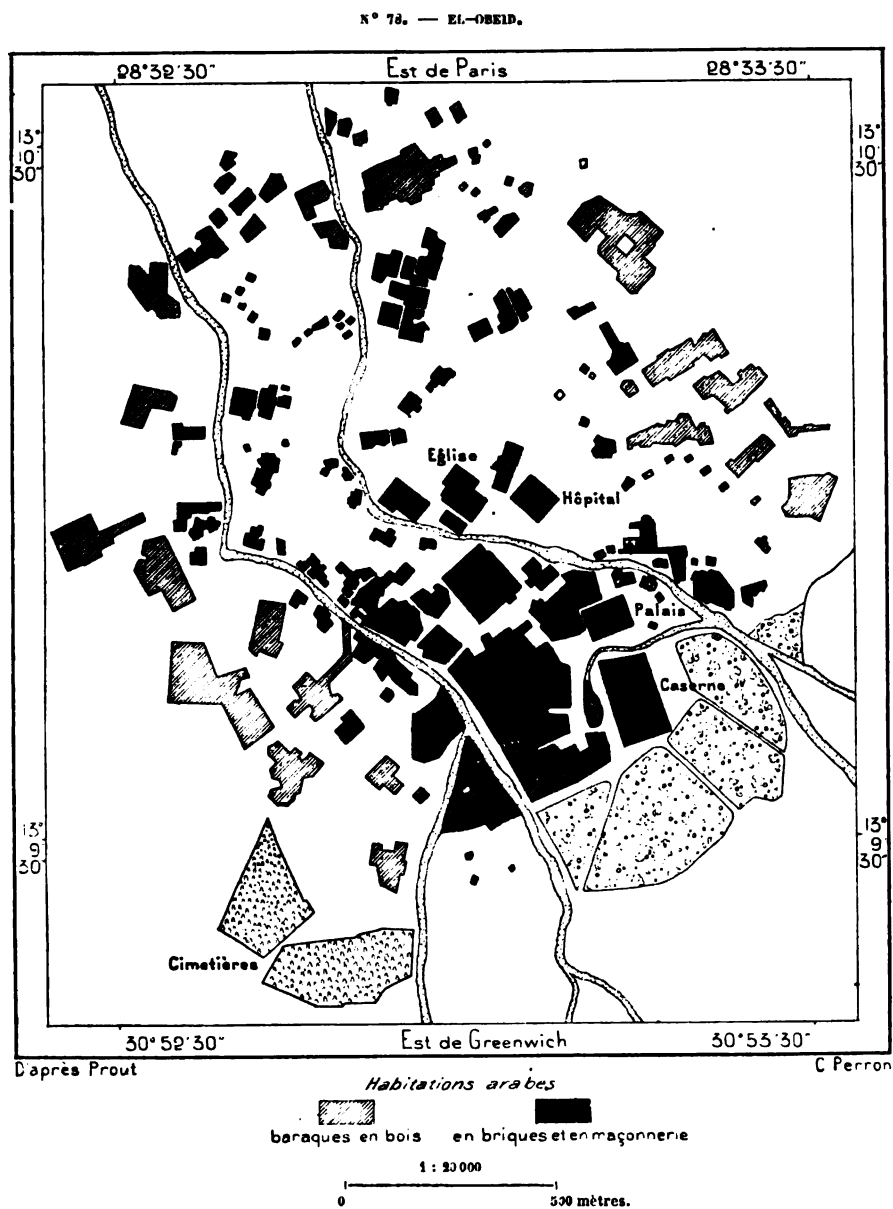 N° 78. — EL-OBEID.
28°32'30" Est de Paris 28°33'30"
13° 13°
10' 10'
30" 30"
Eğlise
Hôpital
Palais
Caserne
13° 13°
9' 9'
30" 30"
Cimetières
30°52'30" Est de Greenwich 30°53'30"
D'après Prout C Perron
Habitations arabes
baraques en bois en briques et en maçonnerie
1 : 20 000
0 500 mètres.